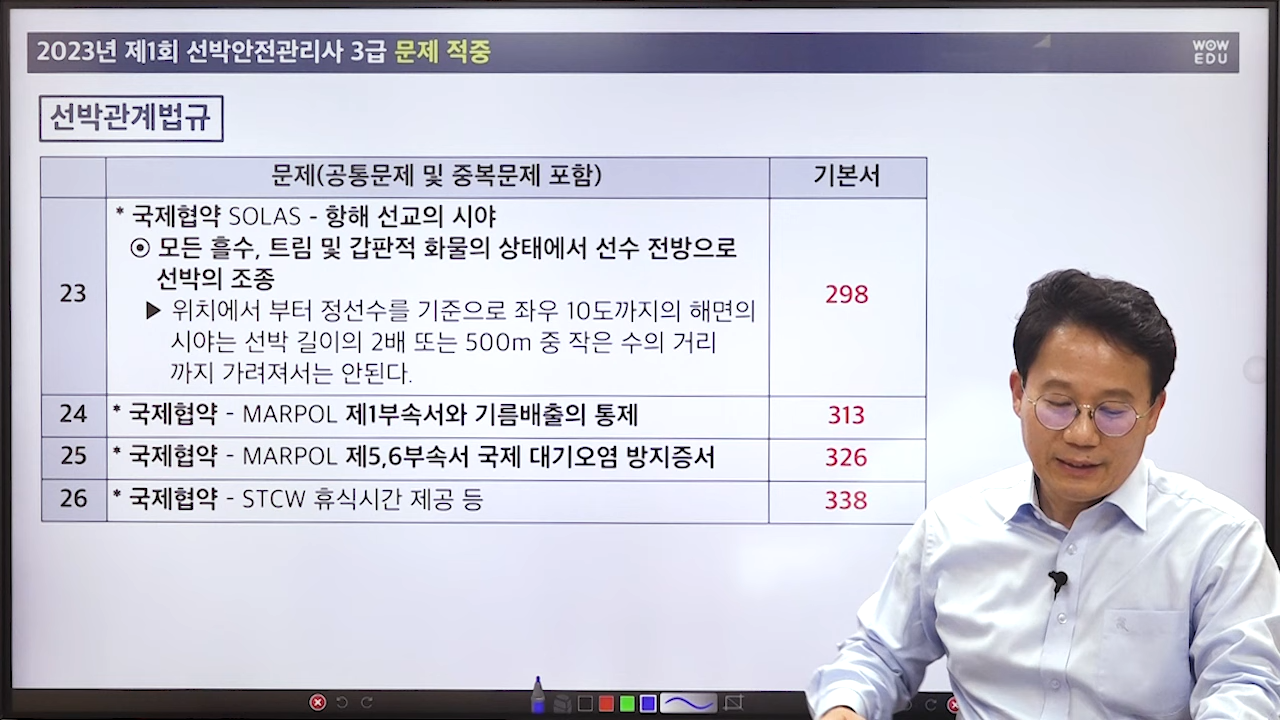 2023년 제1회 선박안전관리사 3급 문제 적중
WOW
EDU
선박관계법규
문제(공통문제 및 중복문제 포함) 기본서
23 298
* 국제협약 SOLAS - 항해 선교의 시야
⊙ 모든 흘수, 트림 및 갑판적 화물의 상태에서 선수 전방으로
선박의 조종
▶ 위치에서 부터 정선수를 기준으로 좌우 10도까지의 해면의
시야는 선박 길이의 2배 또는 500m 중 작은 수의 거리
까지 가려져서는 안된다.
24 * 국제협약 - MARPOL 제1부속서와 기름배출의 통제 313
25 * 국제협약 - MARPOL 제5,6부속서 국제 대기오염 방지증서 326
26 * 국제협약 - STCW 휴식시간 제공 등 338